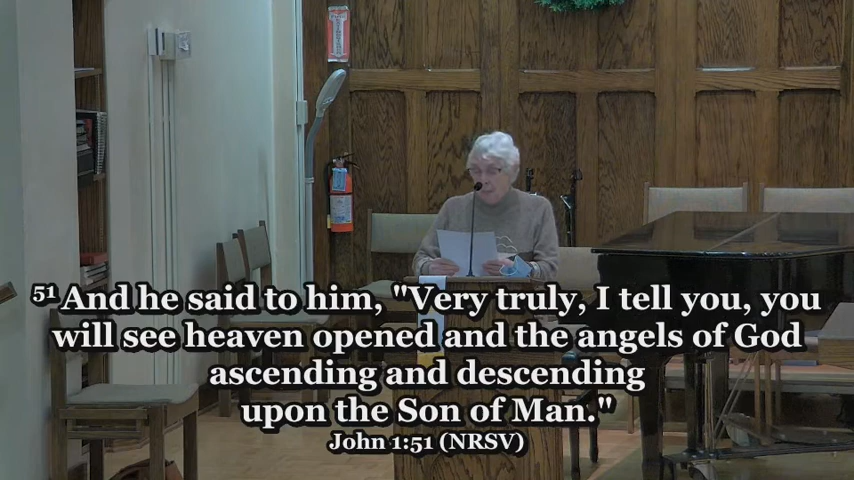 51 And he said to him, "Very truly, I tell you, you
will see heaven opened and the angels of God
ascending and descending
upon the Son of Man."
John 1:51 (NRSV)